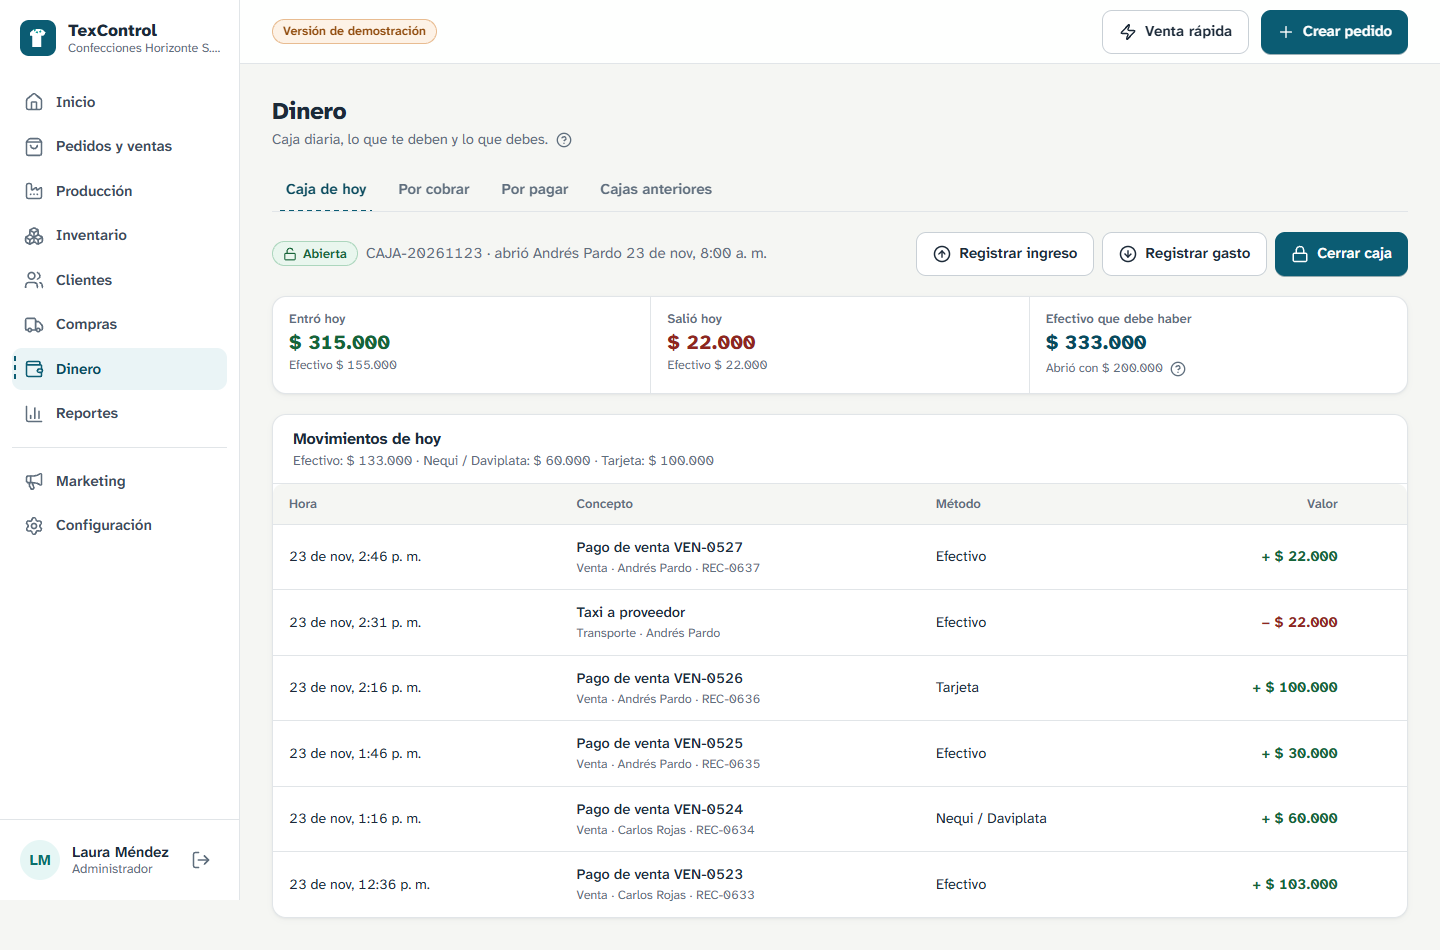 TexControl
Confecciones Horizonte S....
Inicio
Pedidos y ventas
Producción
Inventario
Clientes
Compras
Dinero
Reportes
Marketing
Configuración
LM
Laura Méndez
Administrador
Versión de demostración
Venta rápida
Crear pedido
Dinero
Caja diaria, lo que te deben y lo que debes.
Caja de hoy
Por cobrar
Por pagar
Cajas anteriores
Abierta
CAJA-20261123 · abrió Andrés Pardo 23 de nov, 8:00 a. m.
Registrar ingreso
Registrar gasto
Cerrar caja
Entró hoy
$ 315.000
Efectivo $ 155.000
Salió hoy
$ 22.000
Efectivo $ 22.000
Efectivo que debe haber
$ 333.000
Abrió con $ 200.000
Movimientos de hoy
Efectivo: $ 133.000 · Nequi / Daviplata: $ 60.000 · Tarjeta: $ 100.000
Hora Concepto Método Valor
23 de nov, 2:46 p. m. Pago de venta VEN-0527 Efectivo + $ 22.000
Venta · Andrés Pardo · REC-0637
23 de nov, 2:31 p. m. Taxi a proveedor Efectivo – $ 22.000
Transporte · Andrés Pardo
23 de nov, 2:16 p. m. Pago de venta VEN-0526 Tarjeta + $ 100.000
Venta · Andrés Pardo · REC-0636
23 de nov, 1:46 p. m. Pago de venta VEN-0525 Efectivo + $ 30.000
Venta · Andrés Pardo · REC-0635
23 de nov, 1:16 p. m. Pago de venta VEN-0524 Nequi / Daviplata + $ 60.000
Venta · Carlos Rojas · REC-0634
23 de nov, 12:36 p. m. Pago de venta VEN-0523 Efectivo + $ 103.000
Venta · Carlos Rojas · REC-0633